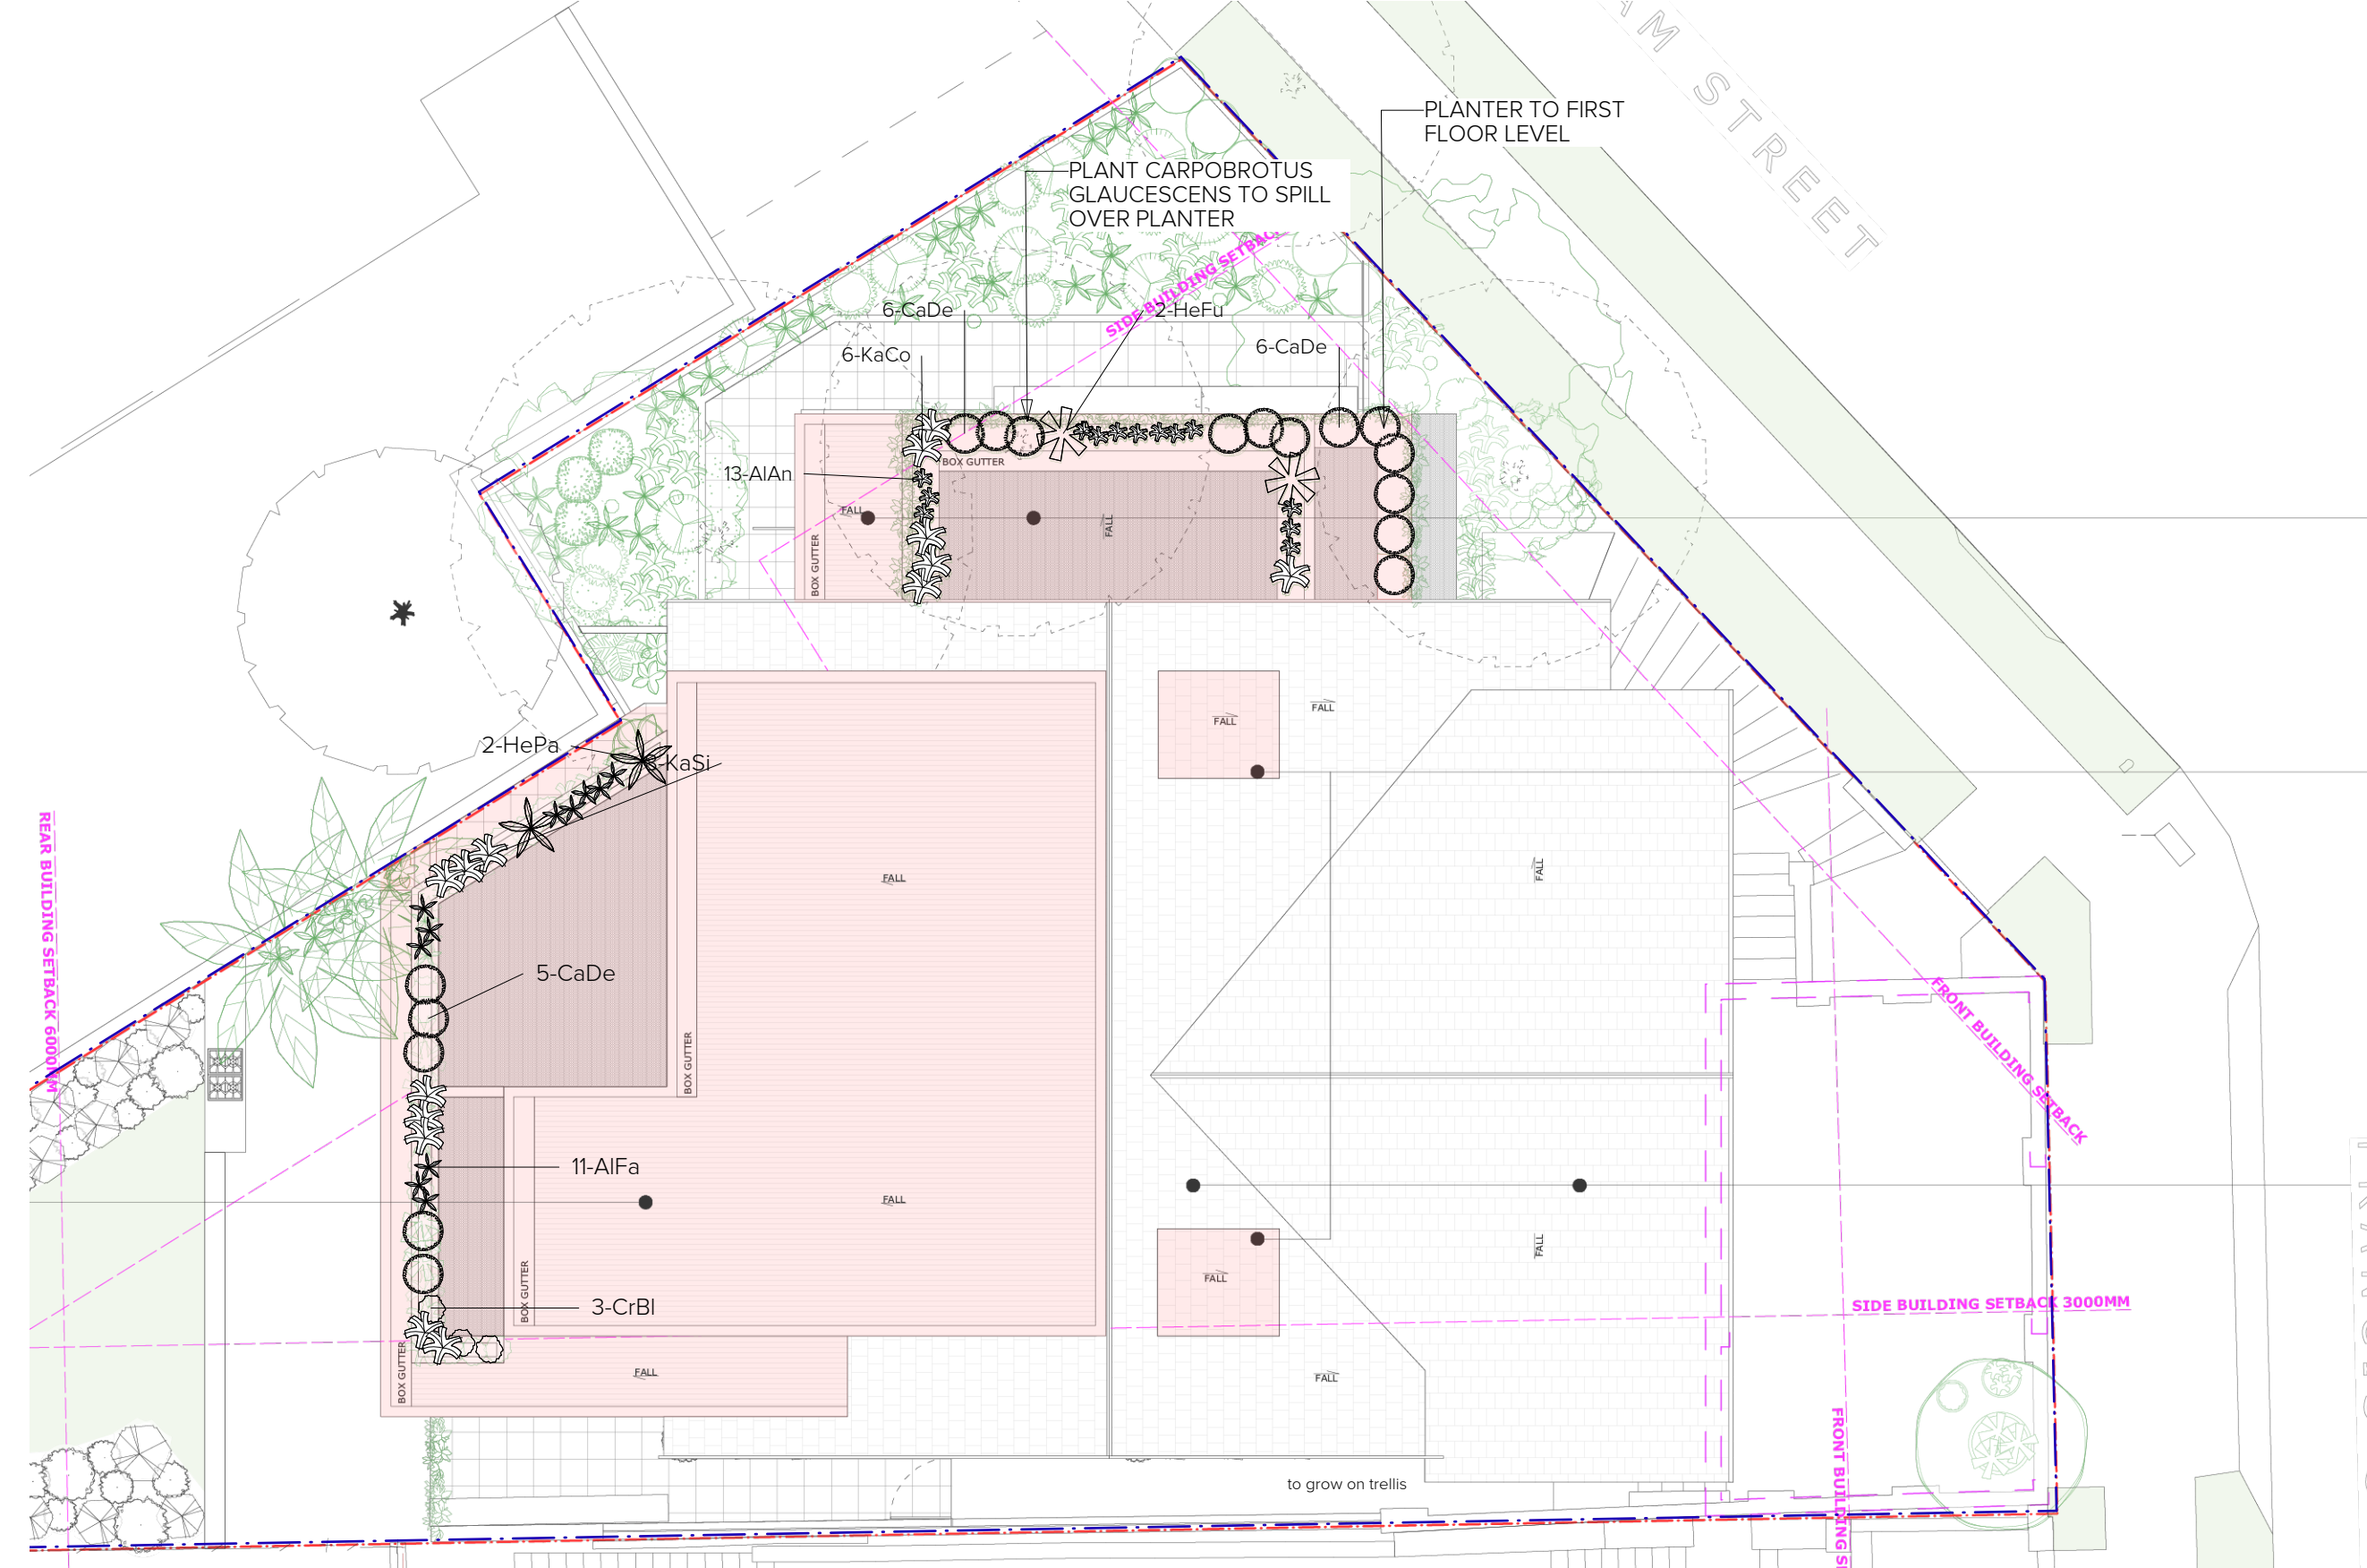 AM STREET
PLANTER TO FIRST
FLOOR LEVEL
PLANT CARPOBROTUS
GLAUCESCENS TO SPILL
OVER PLANTER
SIDE BUILDING SETBACK
6-CaDe
2-HeFu
6-KaCo
6-CaDe
13-AlAn
BOX GUTTER
FALL
FALL
BOX GUTTER
FALL
FALL
2-HePa
-KaSi
REAR BUILDING SETBACK 6000MM
FALL
FALL
5-CaDe
FRONT BUILDING SETBACK
BOX GUTTER
11-AlFa
FALL
FALL
FALL
BOX GUTTER
3-CrBl
SIDE BUILDING SETBACK 3000MM
BOX GUTTER
FALL
FALL
FRONT BUILDING
to grow on trellis